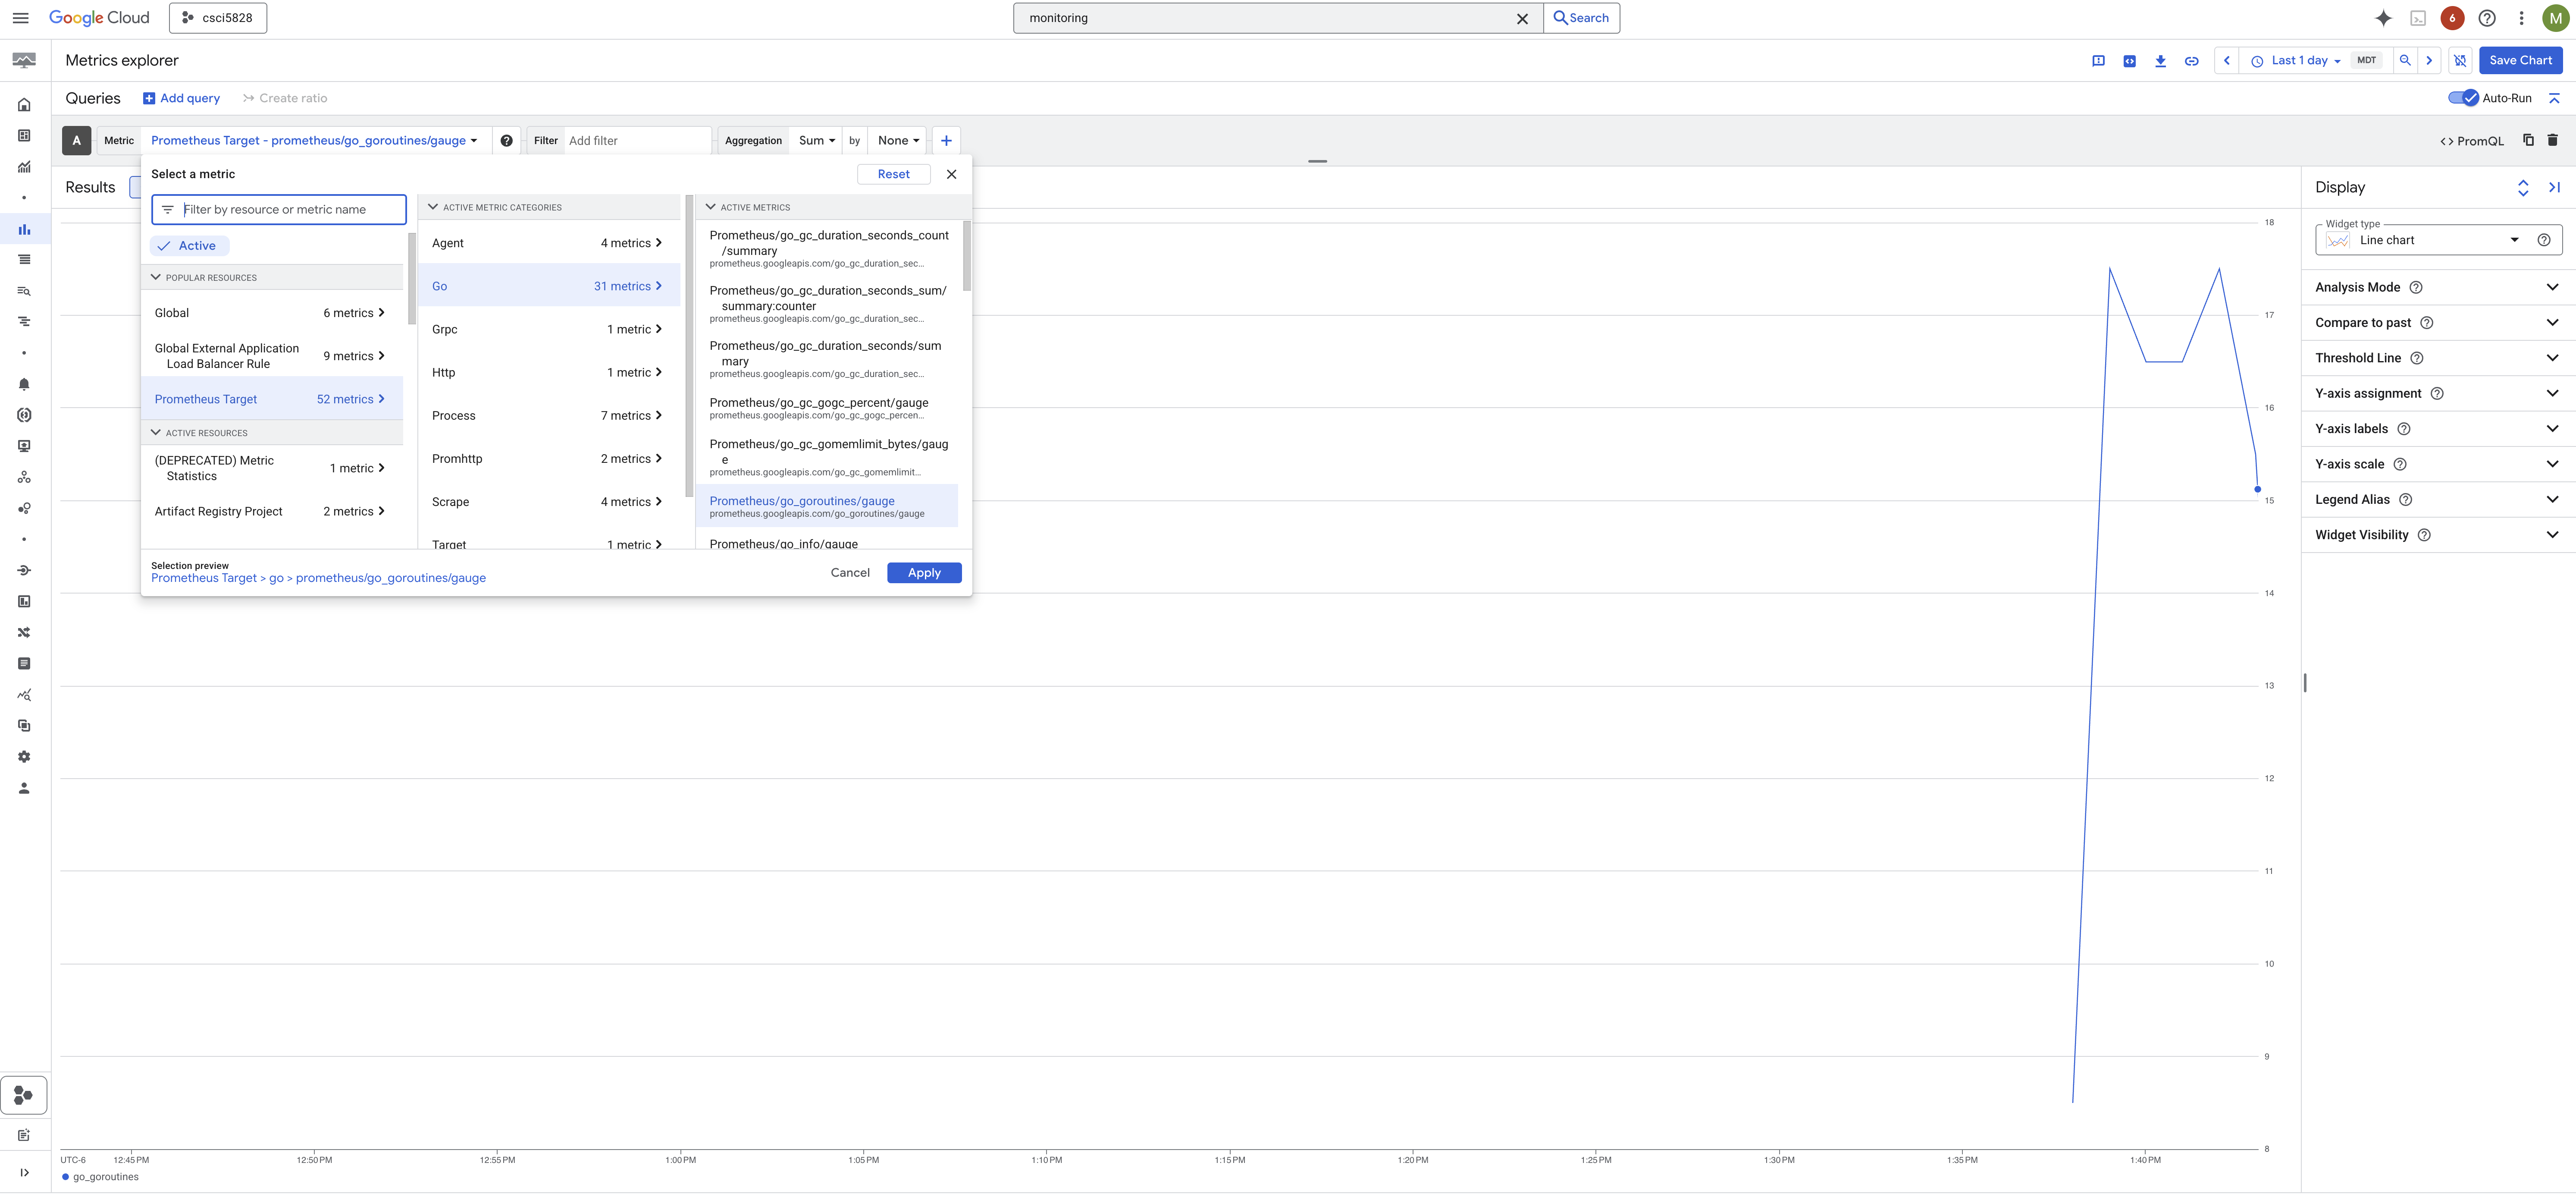 Google Cloud
csci5828
monitoring
Search
6
M
Metrics explorer
Last 1 day
MDT
Save Chart
Queries
Add query
Create ratio
Auto-Run
A
Metric
Prometheus Target - prometheus/go_goroutines/gauge
Filter
Add filter
Aggregation
Sum
by
None
<> PromQL
Results
Select a metric
Reset
Filter by resource or metric name
Active
POPULAR RESOURCES
Global
6 metrics
Global External Application
Load Balancer Rule
9 metrics
Prometheus Target
52 metrics
ACTIVE RESOURCES
(DEPRECATED) Metric
Statistics
1 metric
Artifact Registry Project
2 metrics
ACTIVE METRIC CATEGORIES
Agent
4 metrics
Go
31 metrics
Grpc
1 metric
Http
1 metric
Process
7 metrics
Promhttp
2 metrics
Scrape
4 metrics
Target
1 metric
ACTIVE METRICS
Prometheus/go_gc_duration_seconds_count
/summary
prometheus.googleapis.com/go_gc_duration_sec...
Prometheus/go_gc_duration_seconds_sum/
summary:counter
prometheus.googleapis.com/go_gc_duration_sec...
Prometheus/go_gc_duration_seconds/sum
mary
prometheus.googleapis.com/go_gc_duration_sec...
Prometheus/go_gc_gogc_percent/gauge
prometheus.googleapis.com/go_gc_gogc_percen...
Prometheus/go_gc_gomemlimit_bytes/gaug
e
prometheus.googleapis.com/go_gc_gomemlimit...
Prometheus/go_goroutines/gauge
prometheus.googleapis.com/go_goroutines/gauge
Prometheus/go_info/gauge
Selection preview
Prometheus Target > go > prometheus/go_goroutines/gauge
Cancel
Apply
18
17
16
15
14
13
12
11
10
9
8
UTC-6
12:45 PM
12:50 PM
12:55 PM
1:00 PM
1:05 PM
1:10 PM
1:15 PM
1:20 PM
1:25 PM
1:30 PM
1:35 PM
1:40 PM
go_goroutines
Display
Widget type
Line chart
Analysis Mode
Compare to past
Threshold Line
Y-axis assignment
Y-axis labels
Y-axis scale
Legend Alias
Widget Visibility